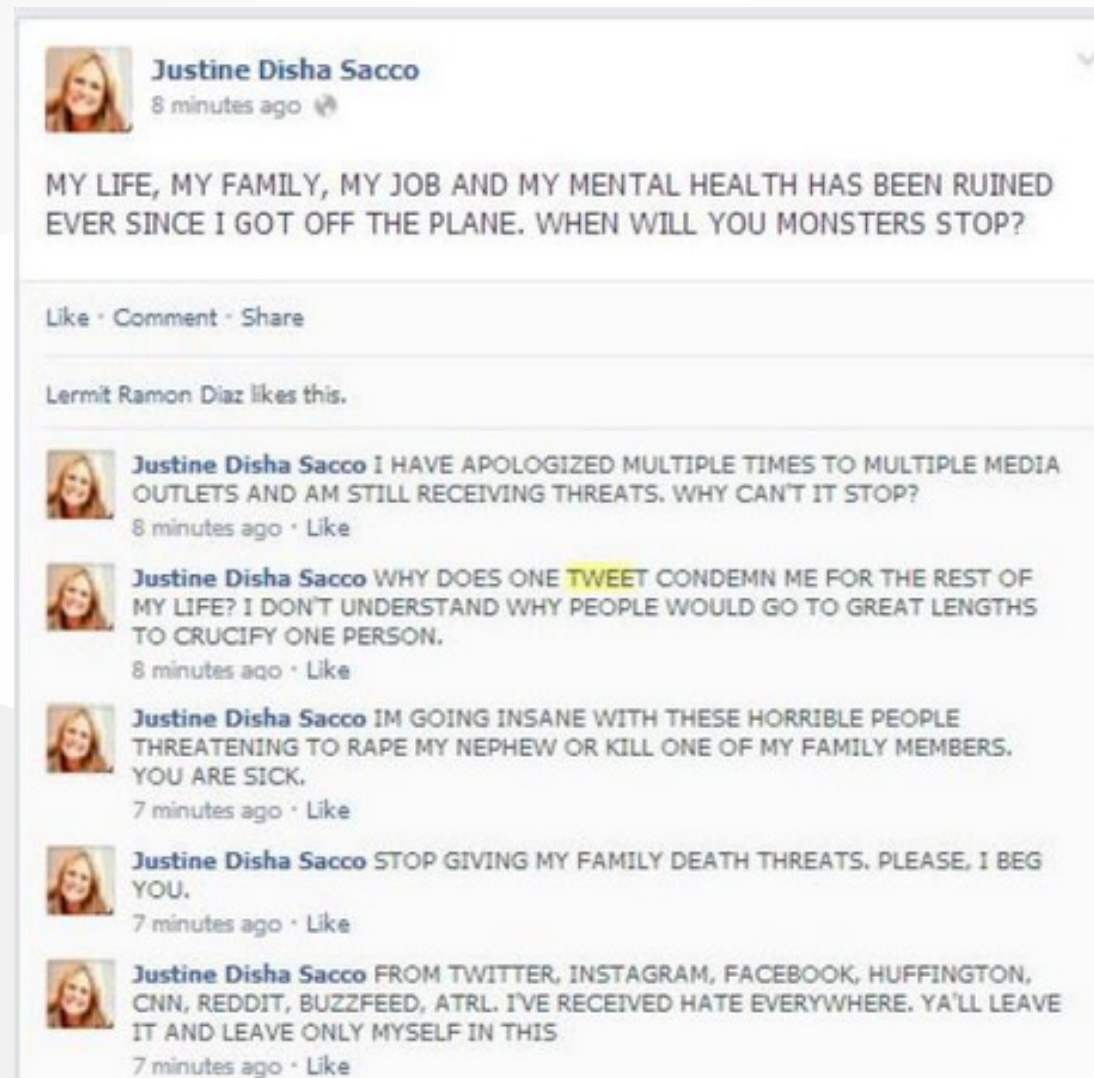 Justine Disha Sacco
8 minutes ago
MY LIFE, MY FAMILY, MY JOB AND MY MENTAL HEALTH HAS BEEN RUINED
EVER SINCE I GOT OFF THE PLANE. WHEN WILL YOU MONSTERS STOP?
Like · Comment · Share
Lermit Ramon Diaz likes this.
Justine Disha Sacco I HAVE APOLOGIZED MULTIPLE TIMES TO MULTIPLE MEDIA
OUTLETS AND AM STILL RECEIVING THREATS. WHY CAN'T IT STOP?
8 minutes ago · Like
Justine Disha Sacco WHY DOES ONE TWEET CONDEMN ME FOR THE REST OF
MY LIFE? I DON'T UNDERSTAND WHY PEOPLE WOULD GO TO GREAT LENGTHS
TO CRUCIFY ONE PERSON.
8 minutes ago · Like
Justine Disha Sacco IM GOING INSANE WITH THESE HORRIBLE PEOPLE
THREATENING TO RAPE MY NEPHEW OR KILL ONE OF MY FAMILY MEMBERS.
YOU ARE SICK.
7 minutes ago · Like
Justine Disha Sacco STOP GIVING MY FAMILY DEATH THREATS. PLEASE, I BEG
YOU.
7 minutes ago · Like
Justine Disha Sacco FROM TWITTER, INSTAGRAM, FACEBOOK, HUFFINGTON,
CNN, REDDIT, BUZZFEED, ATRL. I'VE RECEIVED HATE EVERYWHERE. YA'LL LEAVE
IT AND LEAVE ONLY MYSELF IN THIS
7 minutes ago · Like